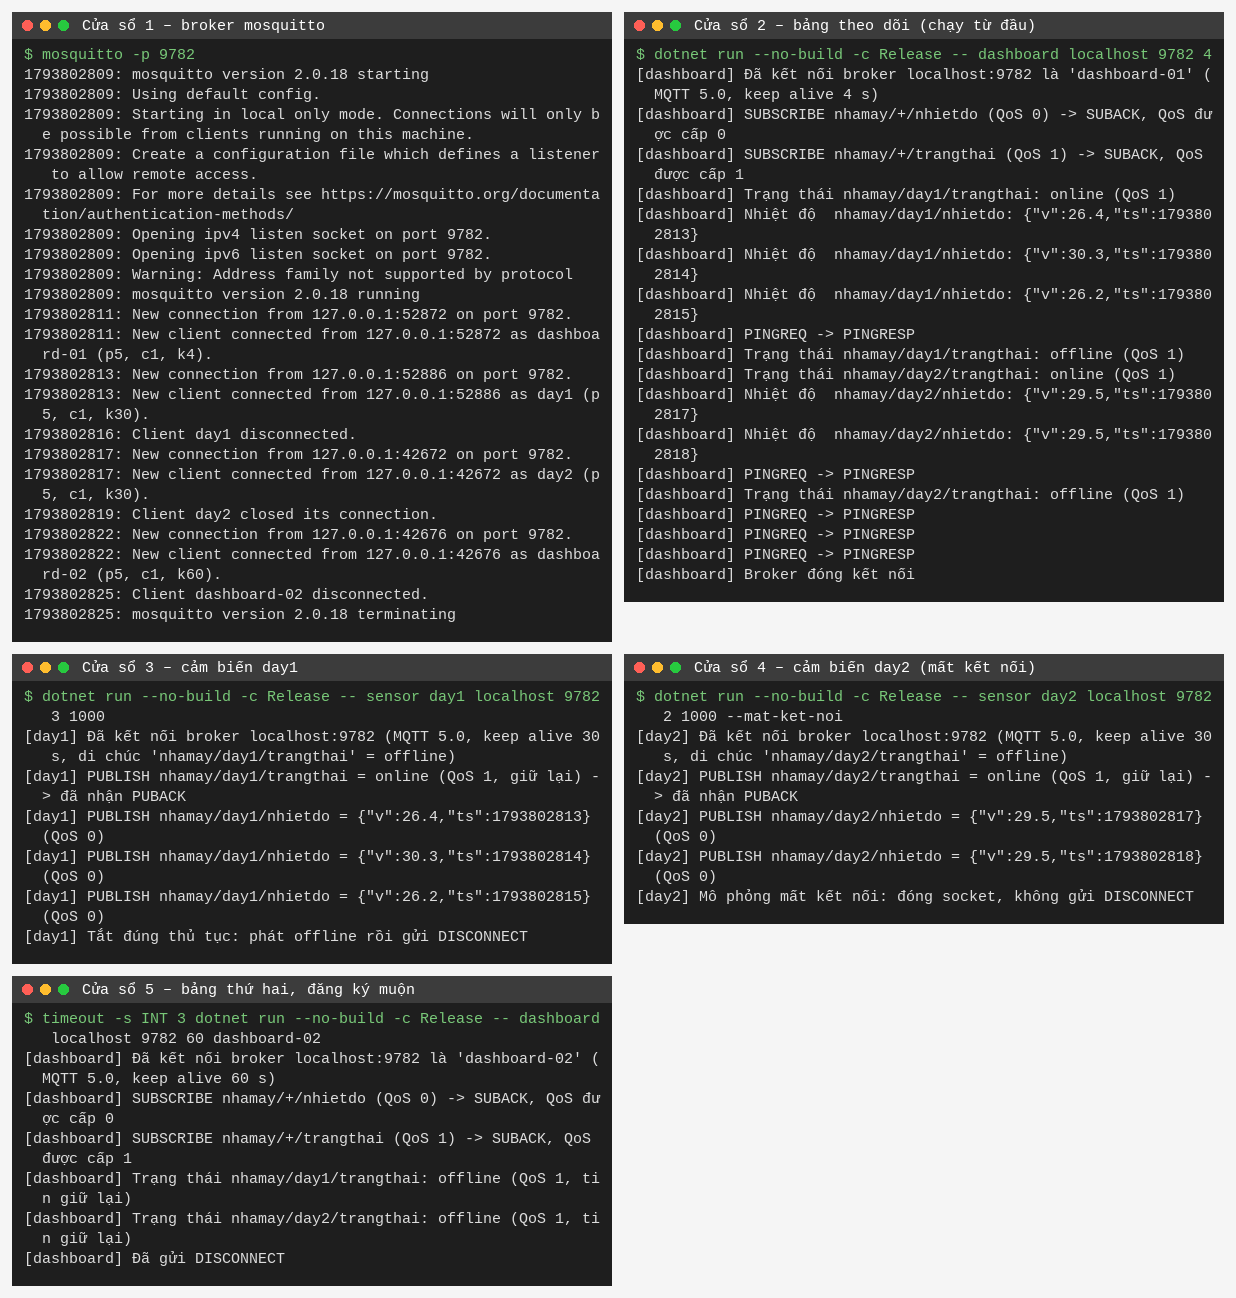 Cửa sổ 1 – broker mosquitto
$ mosquitto -p 9782
1793802809: mosquitto version 2.0.18 starting
1793802809: Using default config.
1793802809: Starting in local only mode. Connections will only b
e possible from clients running on this machine.
1793802809: Create a configuration file which defines a listener
to allow remote access.
1793802809: For more details see https://mosquitto.org/documenta
tion/authentication-methods/
1793802809: Opening ipv4 listen socket on port 9782.
1793802809: Opening ipv6 listen socket on port 9782.
1793802809: Warning: Address family not supported by protocol
1793802809: mosquitto version 2.0.18 running
1793802811: New connection from 127.0.0.1:52872 on port 9782.
1793802811: New client connected from 127.0.0.1:52872 as dashboa
rd-01 (p5, c1, k4).
1793802813: New connection from 127.0.0.1:52886 on port 9782.
1793802813: New client connected from 127.0.0.1:52886 as day1 (p
5, c1, k30).
1793802816: Client day1 disconnected.
1793802817: New connection from 127.0.0.1:42672 on port 9782.
1793802817: New client connected from 127.0.0.1:42672 as day2 (p
5, c1, k30).
1793802819: Client day2 closed its connection.
1793802822: New connection from 127.0.0.1:42676 on port 9782.
1793802822: New client connected from 127.0.0.1:42676 as dashboa
rd-02 (p5, c1, k60).
1793802825: Client dashboard-02 disconnected.
1793802825: mosquitto version 2.0.18 terminating
Cửa sổ 2 – bảng theo dõi (chạy từ đầu)
$ dotnet run --no-build -c Release -- dashboard localhost 9782 4
[dashboard] Đã kết nối broker localhost:9782 là 'dashboard-01' (
MQTT 5.0, keep alive 4 s)
[dashboard] SUBSCRIBE nhamay/+/nhietdo (QoS 0) -> SUBACK, QoS đư
ợc cấp 0
[dashboard] SUBSCRIBE nhamay/+/trangthai (QoS 1) -> SUBACK, QoS
được cấp 1
[dashboard] Trạng thái nhamay/day1/trangthai: online (QoS 1)
[dashboard] Nhiệt độ  nhamay/day1/nhietdo: {"v":26.4,"ts":179380
2813}
[dashboard] Nhiệt độ  nhamay/day1/nhietdo: {"v":30.3,"ts":179380
2814}
[dashboard] Nhiệt độ  nhamay/day1/nhietdo: {"v":26.2,"ts":179380
2815}
[dashboard] PINGREQ -> PINGRESP
[dashboard] Trạng thái nhamay/day1/trangthai: offline (QoS 1)
[dashboard] Trạng thái nhamay/day2/trangthai: online (QoS 1)
[dashboard] Nhiệt độ  nhamay/day2/nhietdo: {"v":29.5,"ts":179380
2817}
[dashboard] Nhiệt độ  nhamay/day2/nhietdo: {"v":29.5,"ts":179380
2818}
[dashboard] PINGREQ -> PINGRESP
[dashboard] Trạng thái nhamay/day2/trangthai: offline (QoS 1)
[dashboard] PINGREQ -> PINGRESP
[dashboard] PINGREQ -> PINGRESP
[dashboard] PINGREQ -> PINGRESP
[dashboard] Broker đóng kết nối
Cửa sổ 3 – cảm biến day1
$ dotnet run --no-build -c Release -- sensor day1 localhost 9782
3 1000
[day1] Đã kết nối broker localhost:9782 (MQTT 5.0, keep alive 30
s, di chúc 'nhamay/day1/trangthai' = offline)
[day1] PUBLISH nhamay/day1/trangthai = online (QoS 1, giữ lại) -
> đã nhận PUBACK
[day1] PUBLISH nhamay/day1/nhietdo = {"v":26.4,"ts":1793802813}
(QoS 0)
[day1] PUBLISH nhamay/day1/nhietdo = {"v":30.3,"ts":1793802814}
(QoS 0)
[day1] PUBLISH nhamay/day1/nhietdo = {"v":26.2,"ts":1793802815}
(QoS 0)
[day1] Tắt đúng thủ tục: phát offline rồi gửi DISCONNECT
Cửa sổ 4 – cảm biến day2 (mất kết nối)
$ dotnet run --no-build -c Release -- sensor day2 localhost 9782
2 1000 --mat-ket-noi
[day2] Đã kết nối broker localhost:9782 (MQTT 5.0, keep alive 30
s, di chúc 'nhamay/day2/trangthai' = offline)
[day2] PUBLISH nhamay/day2/trangthai = online (QoS 1, giữ lại) -
> đã nhận PUBACK
[day2] PUBLISH nhamay/day2/nhietdo = {"v":29.5,"ts":1793802817}
(QoS 0)
[day2] PUBLISH nhamay/day2/nhietdo = {"v":29.5,"ts":1793802818}
(QoS 0)
[day2] Mô phỏng mất kết nối: đóng socket, không gửi DISCONNECT
Cửa sổ 5 – bảng thứ hai, đăng ký muộn
$ timeout -s INT 3 dotnet run --no-build -c Release -- dashboard
localhost 9782 60 dashboard-02
[dashboard] Đã kết nối broker localhost:9782 là 'dashboard-02' (
MQTT 5.0, keep alive 60 s)
[dashboard] SUBSCRIBE nhamay/+/nhietdo (QoS 0) -> SUBACK, QoS đư
ợc cấp 0
[dashboard] SUBSCRIBE nhamay/+/trangthai (QoS 1) -> SUBACK, QoS
được cấp 1
[dashboard] Trạng thái nhamay/day1/trangthai: offline (QoS 1, ti
n giữ lại)
[dashboard] Trạng thái nhamay/day2/trangthai: offline (QoS 1, ti
n giữ lại)
[dashboard] Đã gửi DISCONNECT